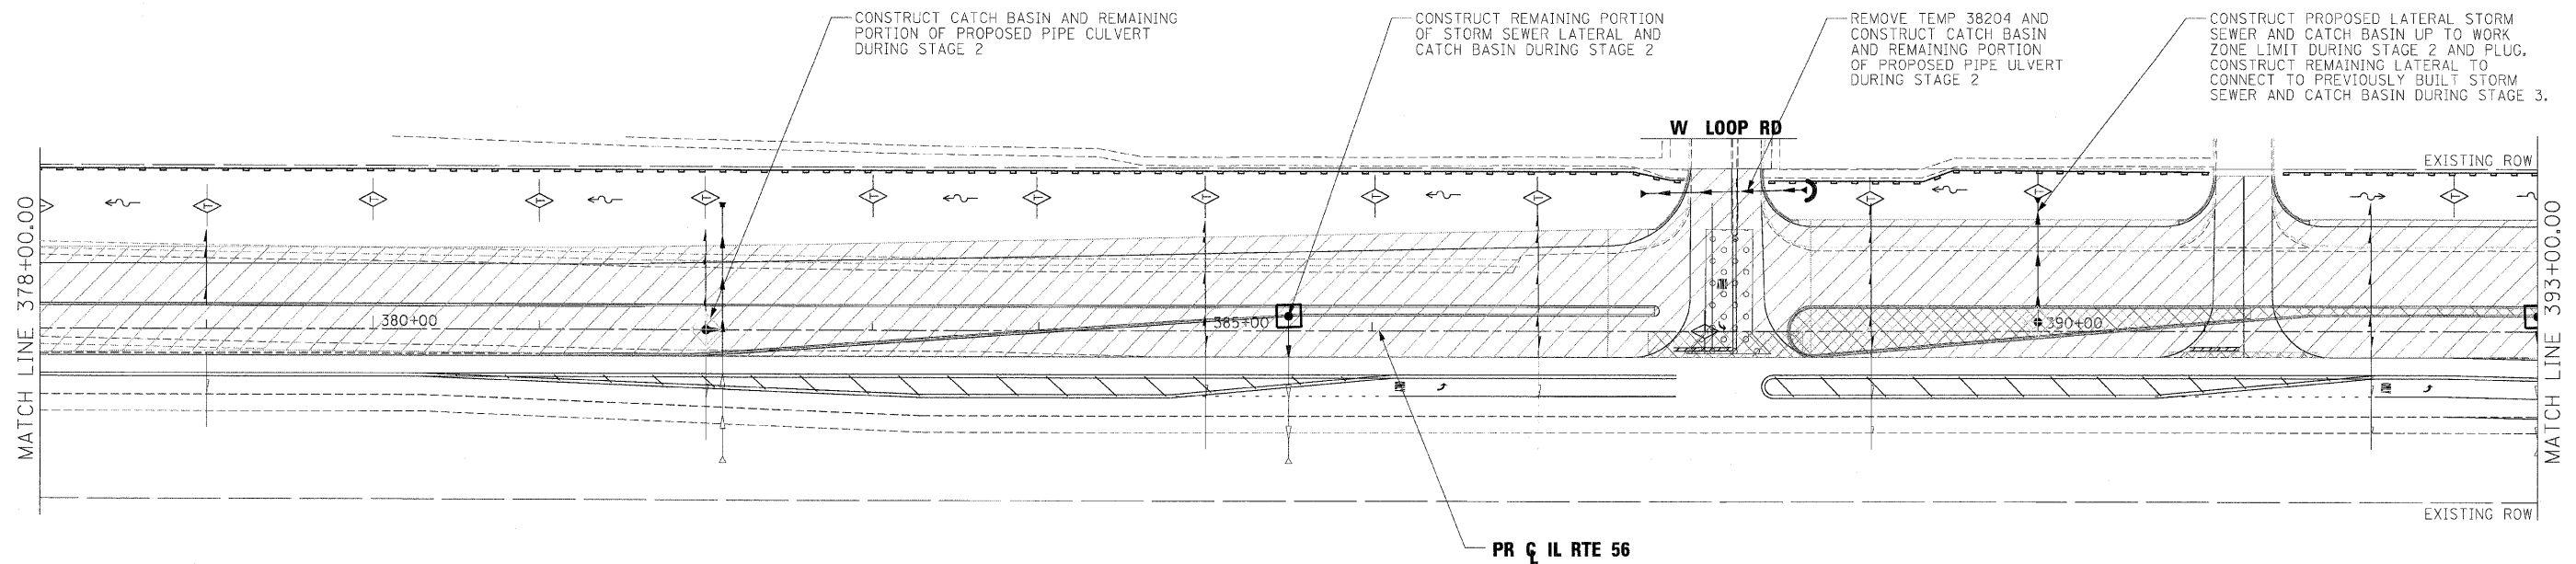 CONSTRUCT CATCH BASIN AND REMAINING
PORTION OF PROPOSED PIPE CULVERT
DURING STAGE 2
CONSTRUCT REMAINING PORTION
OF STORM SEWER LATERAL AND
CATCH BASIN DURING STAGE 2
REMOVE TEMP 38204 AND
CONSTRUCT CATCH BASIN
AND REMAINING PORTION
OF PROPOSED PIPE ULVERT
DURING STAGE 2
CONSTRUCT PROPOSED LATERAL STORM
SEWER AND CATCH BASIN UP TO WORK
ZONE LIMIT DURING STAGE 2 AND PLUG.
CONSTRUCT REMAINING LATERAL TO
CONNECT TO PREVIOUSLY BUILT STORM
SEWER AND CATCH BASIN DURING STAGE 3.
W LOOP RD
EXISTING ROW
MATCH LINE 378+00.00
T T T T T T T T T T T T T
380+00
385+00
390+00
MATCH LINE 393+00.00
EXISTING ROW
PR ℄ IL RTE 56